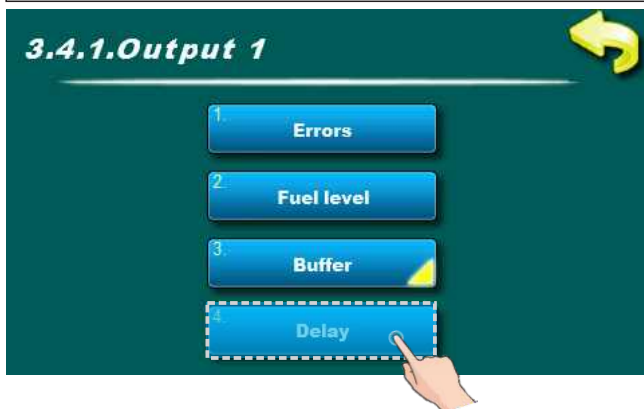 3.4.1.Output 1
1.
Errors
2.
Fuel level
3.
Buffer
4.
Delay